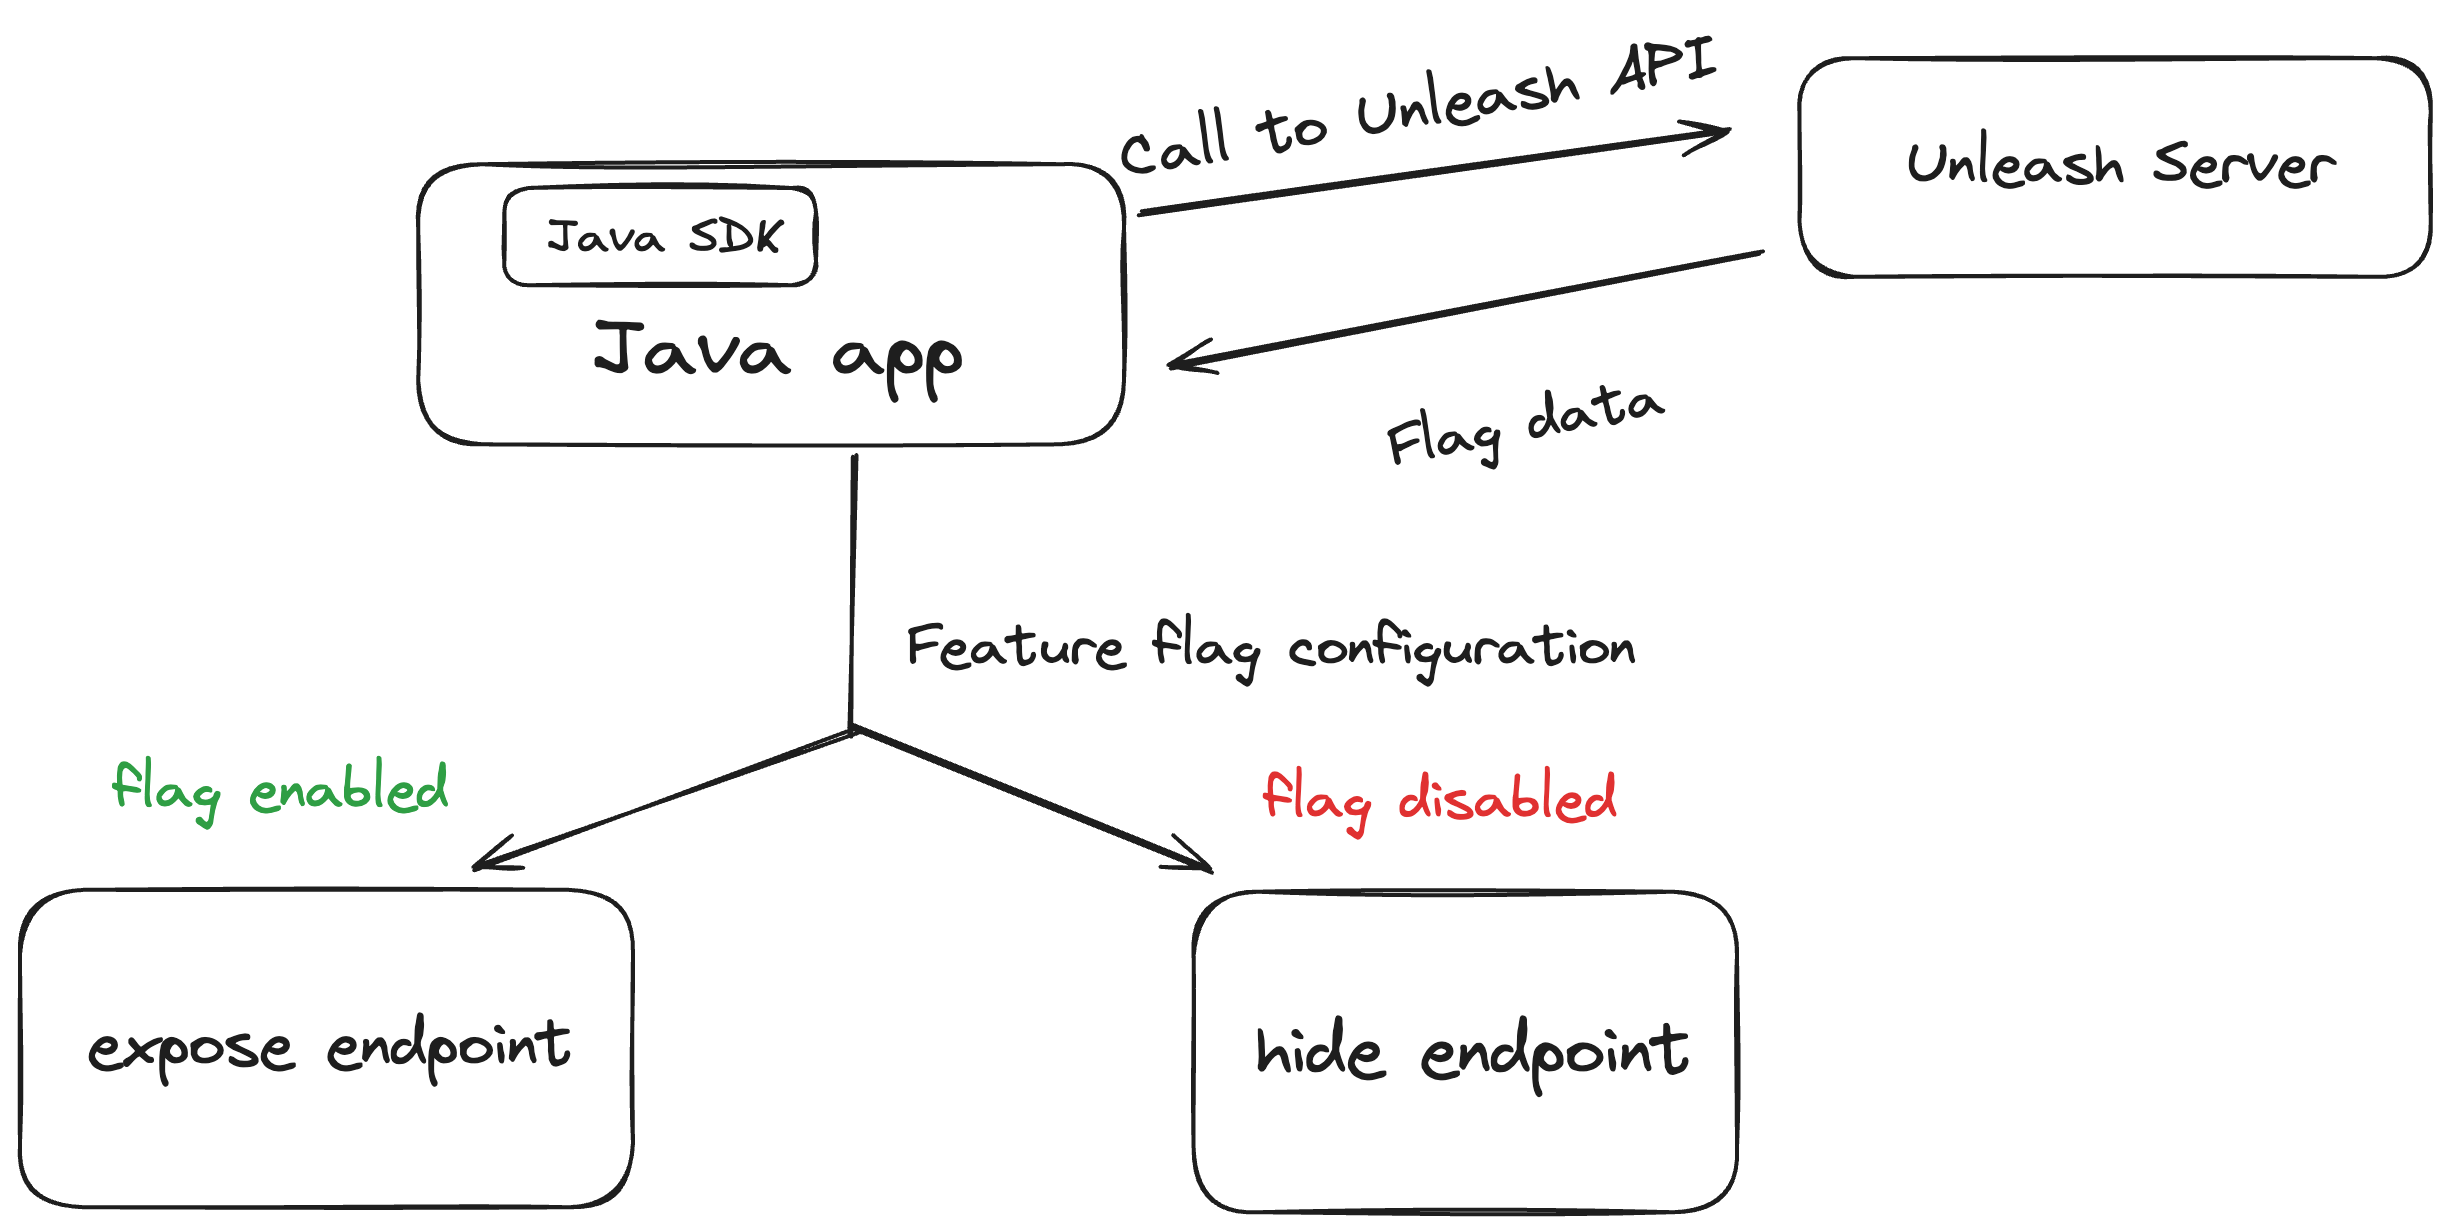 Call to Unleash API
Unleash Server
Java SDK
Java app
Flag data
Feature flag configuration
flag enabled
flag disabled
expose endpoint
hide endpoint